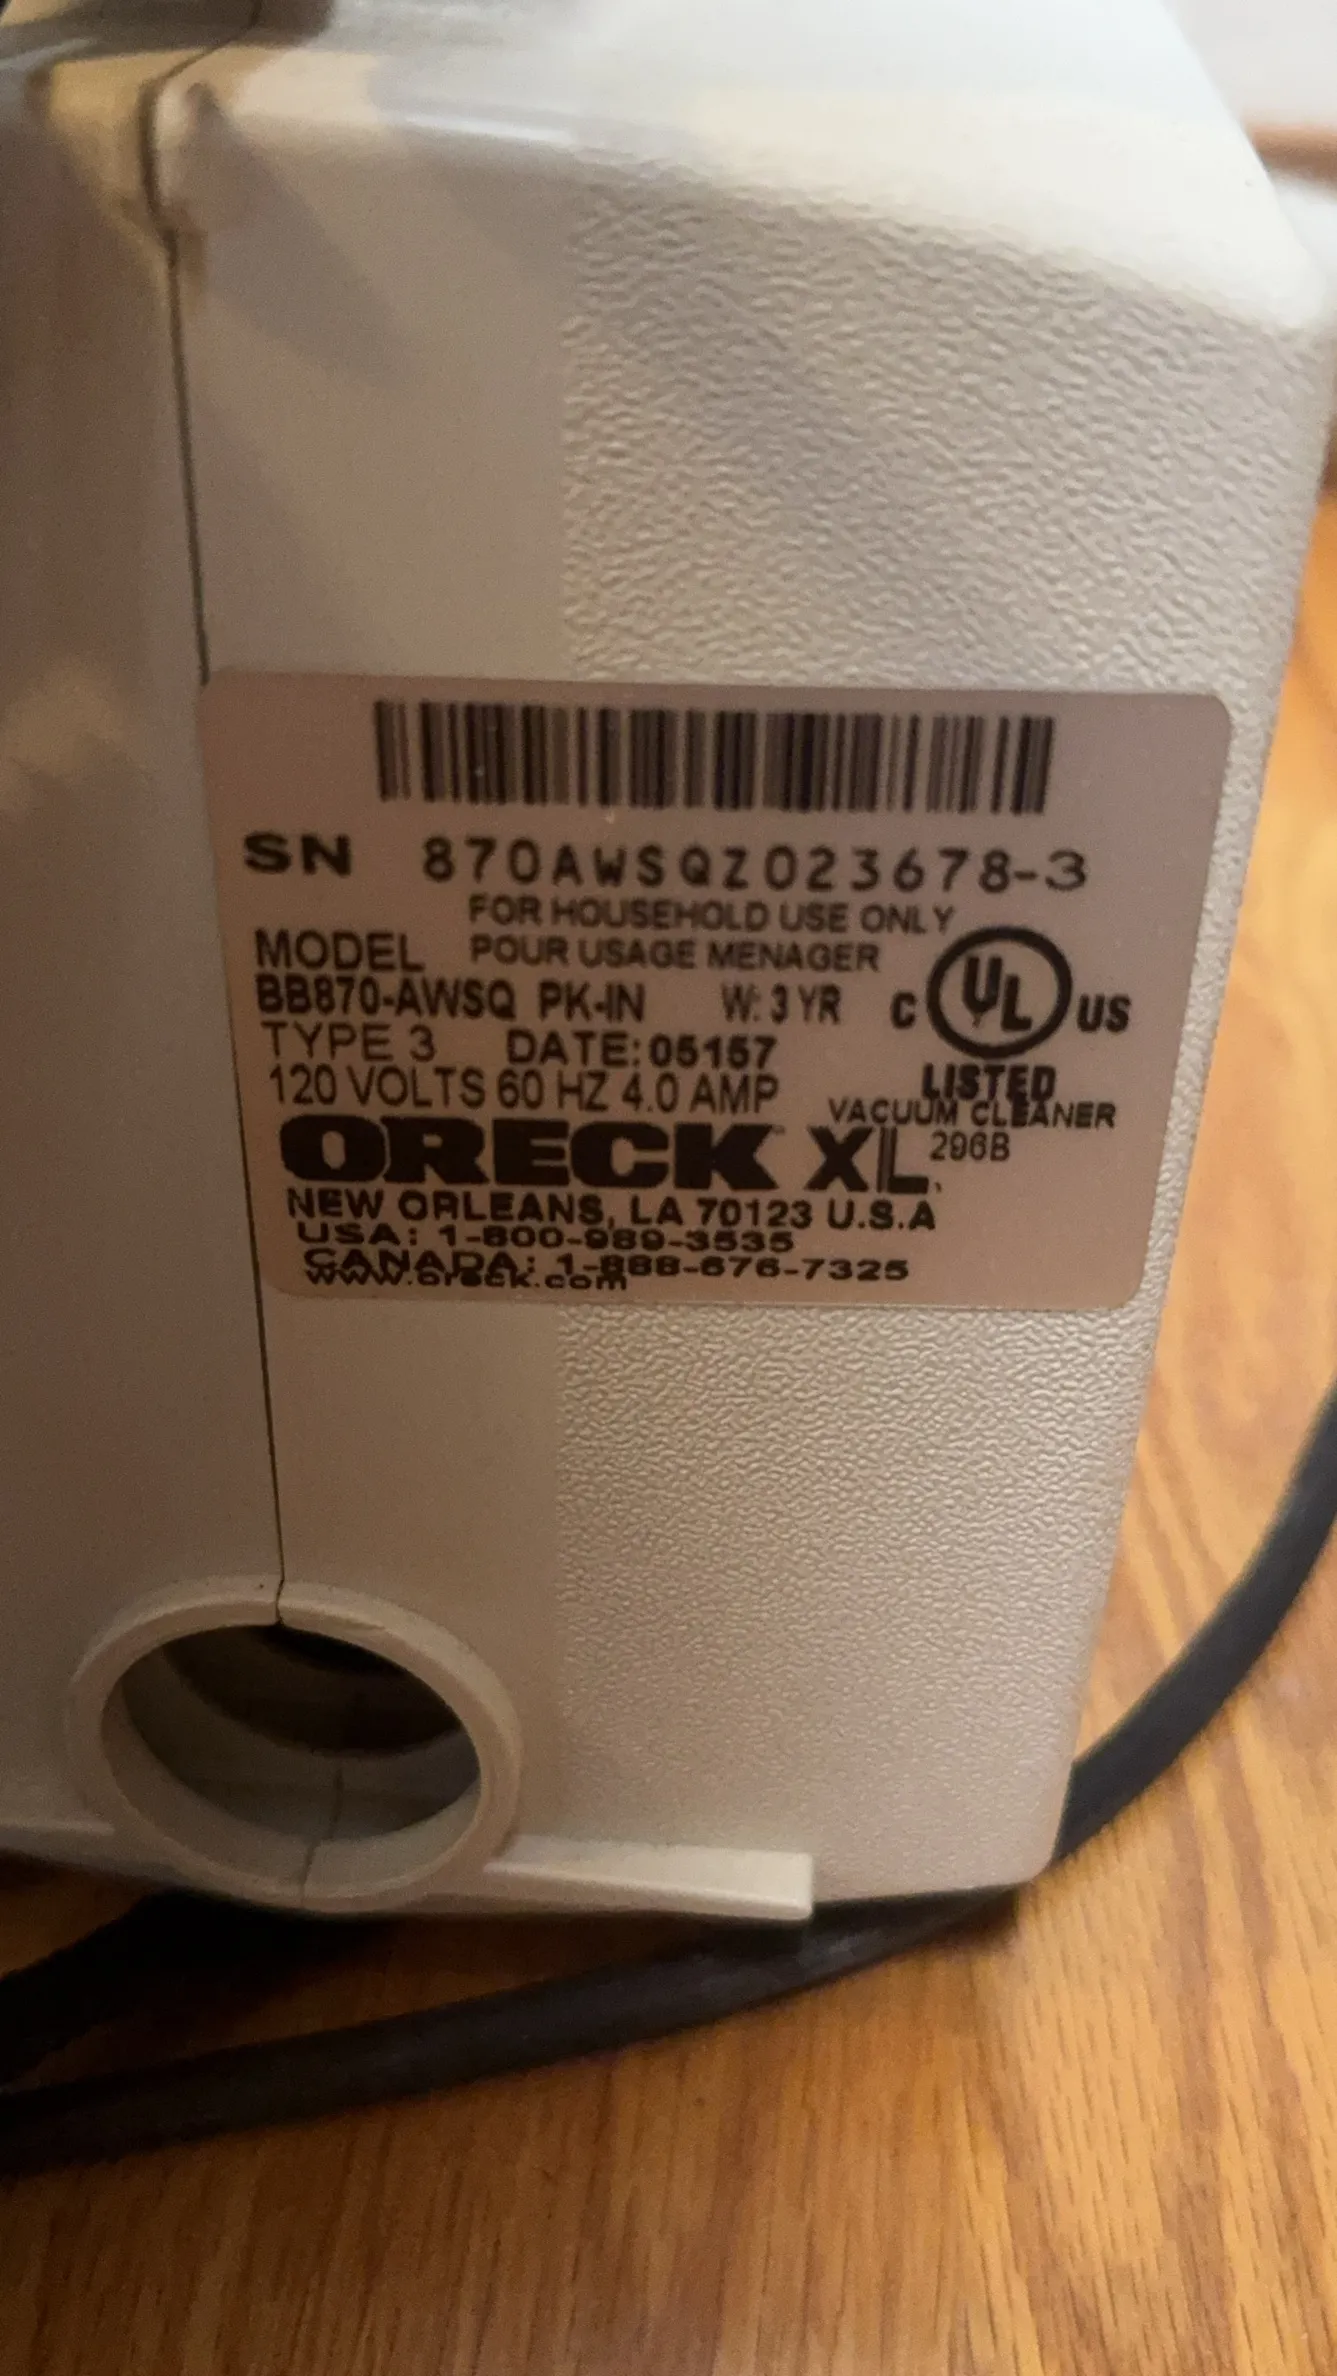 SN 870AWSQZ023678-3
FOR HOUSEHOLD USE ONLY
MODEL POUR USAGE MENAGER
BB870-AWSQ PK-IN W: 3 YR C UL US
TYPE 3 DATE: 05157
LISTED
120 VOLTS 60 HZ 4.0 AMP
VACUUM CLEANER
ORECK XL 296B
NEW ORLEANS, LA 70123 U.S.A
USA: 1-800-989-3535
CANADA: 1-888-676-7325
www.oreck.com